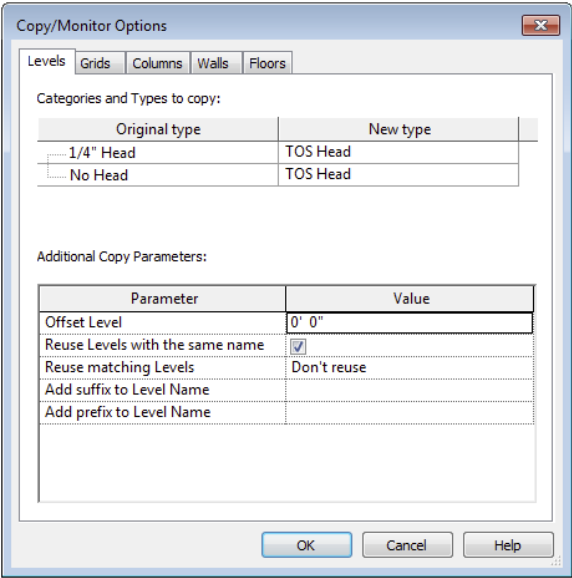 Copy/Monitor Options
Levels Grids Columns Walls Floors
Categories and Types to copy:
Original type New type
1/4" Head TOS Head
No Head TOS Head
Additional Copy Parameters:
Parameter Value
Offset Level 0' 0"
Reuse Levels with the same name
Reuse matching Levels Don't reuse
Add suffix to Level Name
Add prefix to Level Name
OK Cancel Help